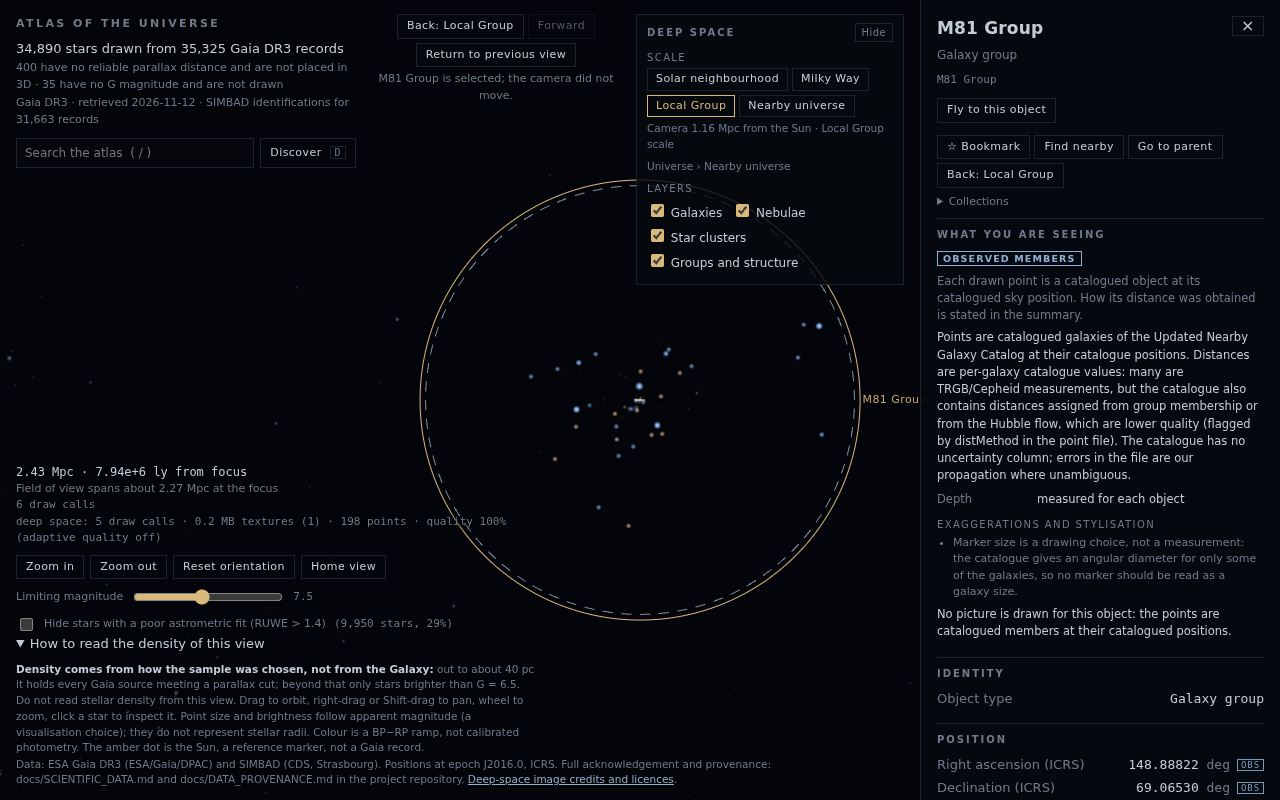 ATLAS OF THE UNIVERSE
34,890 stars drawn from 35,325 Gaia DR3 records
400 have no reliable parallax distance and are not placed in
3D · 35 have no G magnitude and are not drawn
Gaia DR3 · retrieved 2026-11-12 · SIMBAD identifications for
31,663 records
Search the atlas ( / )
Discover D
Back: Local Group
Forward
Return to previous view
M81 Group is selected; the camera did not
move.
DEEP SPACE
Hide
SCALE
Solar neighbourhood
Milky Way
Local Group
Nearby universe
Camera 1.16 Mpc from the Sun · Local Group
scale
Universe › Nearby universe
LAYERS
Galaxies
Nebulae
Star clusters
Groups and structure
M81 Grou
2.43 Mpc · 7.94e+6 ly from focus
Field of view spans about 2.27 Mpc at the focus
6 draw calls
deep space: 5 draw calls · 0.2 MB textures (1) · 198 points · quality 100%
(adaptive quality off)
Zoom in
Zoom out
Reset orientation
Home view
Limiting magnitude
7.5
Hide stars with a poor astrometric fit (RUWE > 1.4) (9,950 stars, 29%)
▼ How to read the density of this view
Density comes from how the sample was chosen, not from the Galaxy: out to about 40 pc
it holds every Gaia source meeting a parallax cut; beyond that only stars brighter than G = 6.5.
Do not read stellar density from this view. Drag to orbit, right-drag or Shift-drag to pan, wheel to
zoom, click a star to inspect it. Point size and brightness follow apparent magnitude (a
visualisation choice); they do not represent stellar radii. Colour is a BP−RP ramp, not calibrated
photometry. The amber dot is the Sun, a reference marker, not a Gaia record.
Data: ESA Gaia DR3 (ESA/Gaia/DPAC) and SIMBAD (CDS, Strasbourg). Positions at epoch J2016.0, ICRS. Full acknowledgement and provenance:
docs/SCIENTIFIC_DATA.md and docs/DATA_PROVENANCE.md in the project repository. Deep-space image credits and licences.
M81 Group
×
Galaxy group
M81 Group
Fly to this object
☆ Bookmark
Find nearby
Go to parent
Back: Local Group
▶ Collections
WHAT YOU ARE SEEING
OBSERVED MEMBERS
Each drawn point is a catalogued object at its
catalogued sky position. How its distance was obtained
is stated in the summary.
Points are catalogued galaxies of the Updated Nearby
Galaxy Catalog at their catalogue positions. Distances
are per-galaxy catalogue values: many are
TRGB/Cepheid measurements, but the catalogue also
contains distances assigned from group membership or
from the Hubble flow, which are lower quality (flagged
by distMethod in the point file). The catalogue has no
uncertainty column; errors in the file are our
propagation where unambiguous.
Depth measured for each object
EXAGGERATIONS AND STYLISATION
• Marker size is a drawing choice, not a measurement:
the catalogue gives an angular diameter for only some
of the galaxies, so no marker should be read as a
galaxy size.
No picture is drawn for this object: the points are
catalogued members at their catalogued positions.
IDENTITY
Object type Galaxy group
POSITION
Right ascension (ICRS) 148.88822 deg OBS
Declination (ICRS) 69.06530 deg OBS